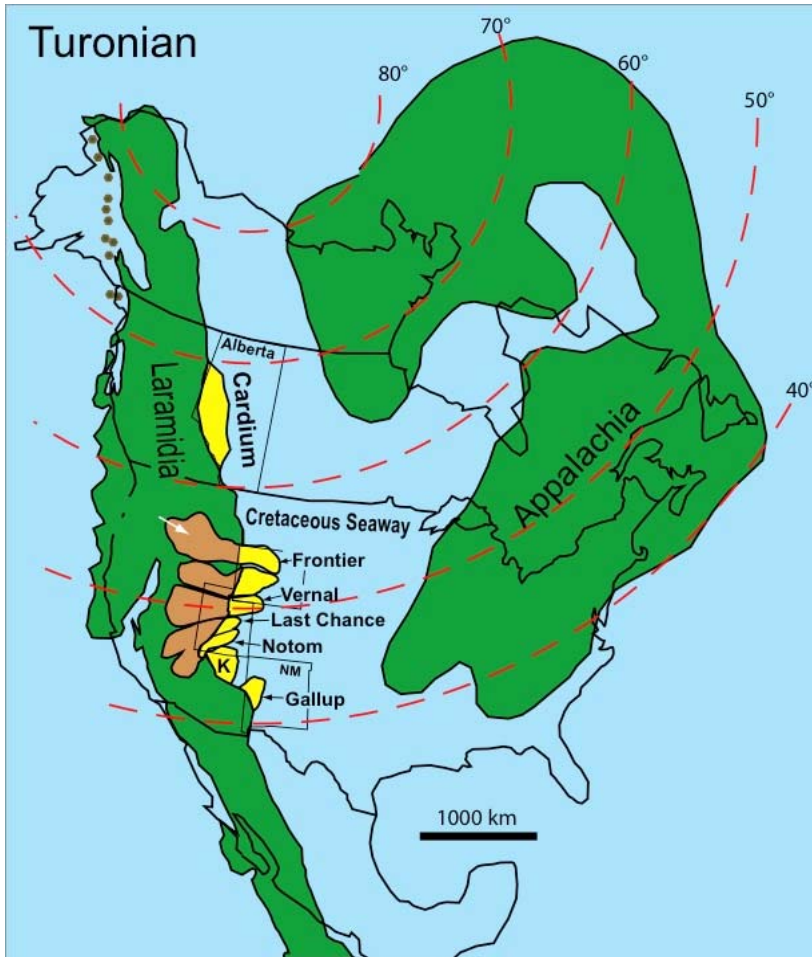 Turonian
70°
60°
80°
50°
Alberta
Cardium
Laramidia
40°
Appalachia
Cretaceous Seaway
Frontier
Vernal
Last Chance
Notom
K
NM
Gallup
1000 km